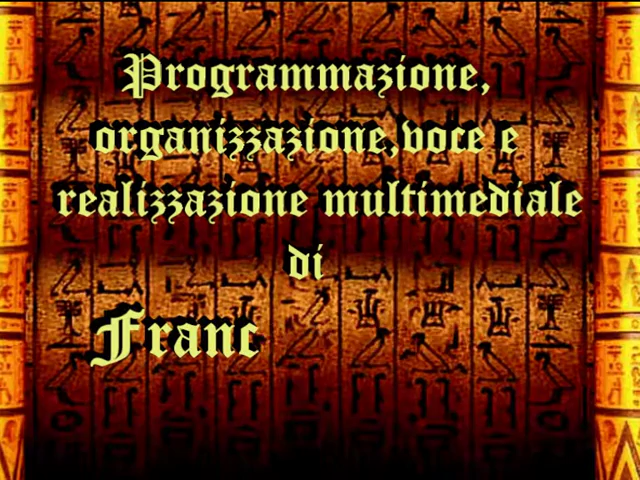 Programmazione,
organizzazione,voce e
realizzazione multimediale
di
Franc